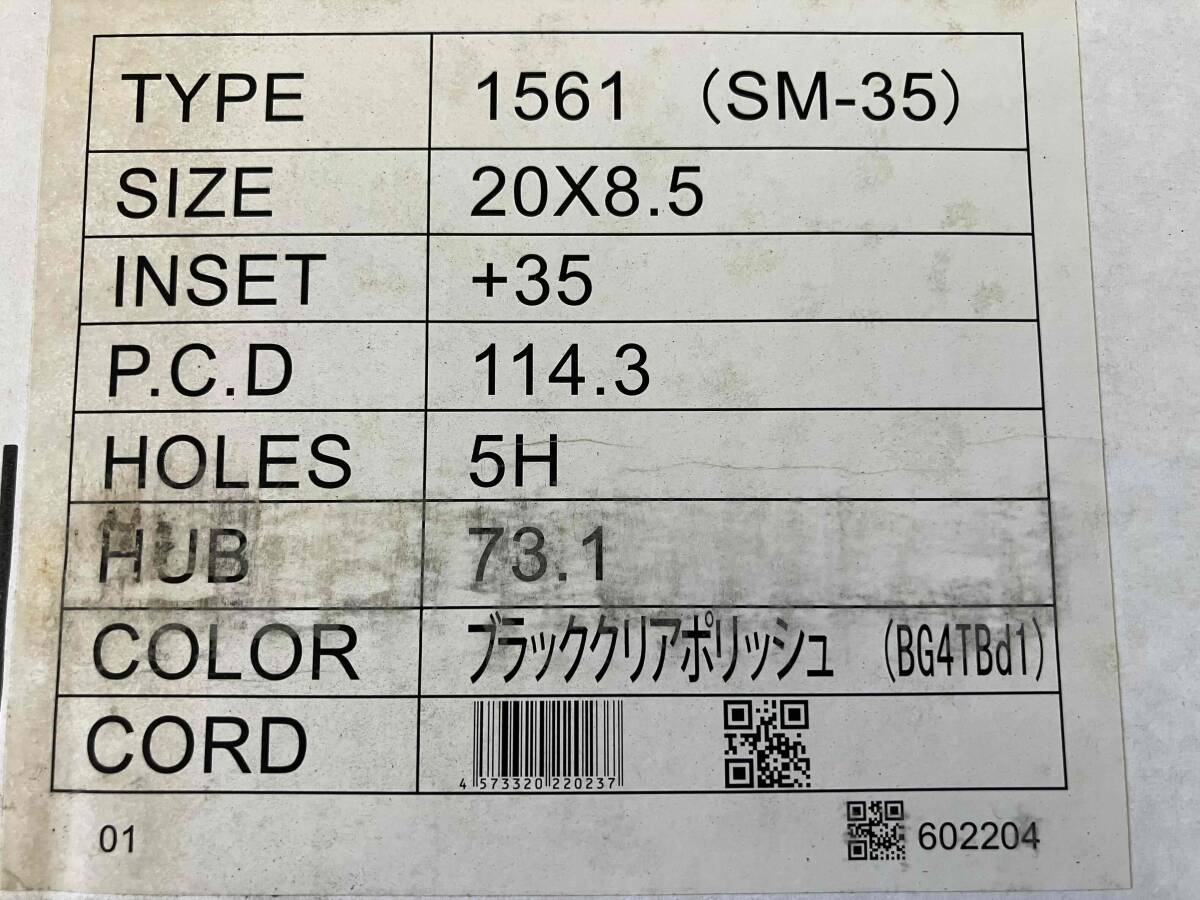 TYPE 1561 (SM-35)
SIZE 20X8.5
INSET +35
P.C.D 114.3
HOLES 5H
HUB 73.1
COLOR ブラッククリアポリッシュ (BG4TBd1)
CORD
4 573320 220237
01 602204